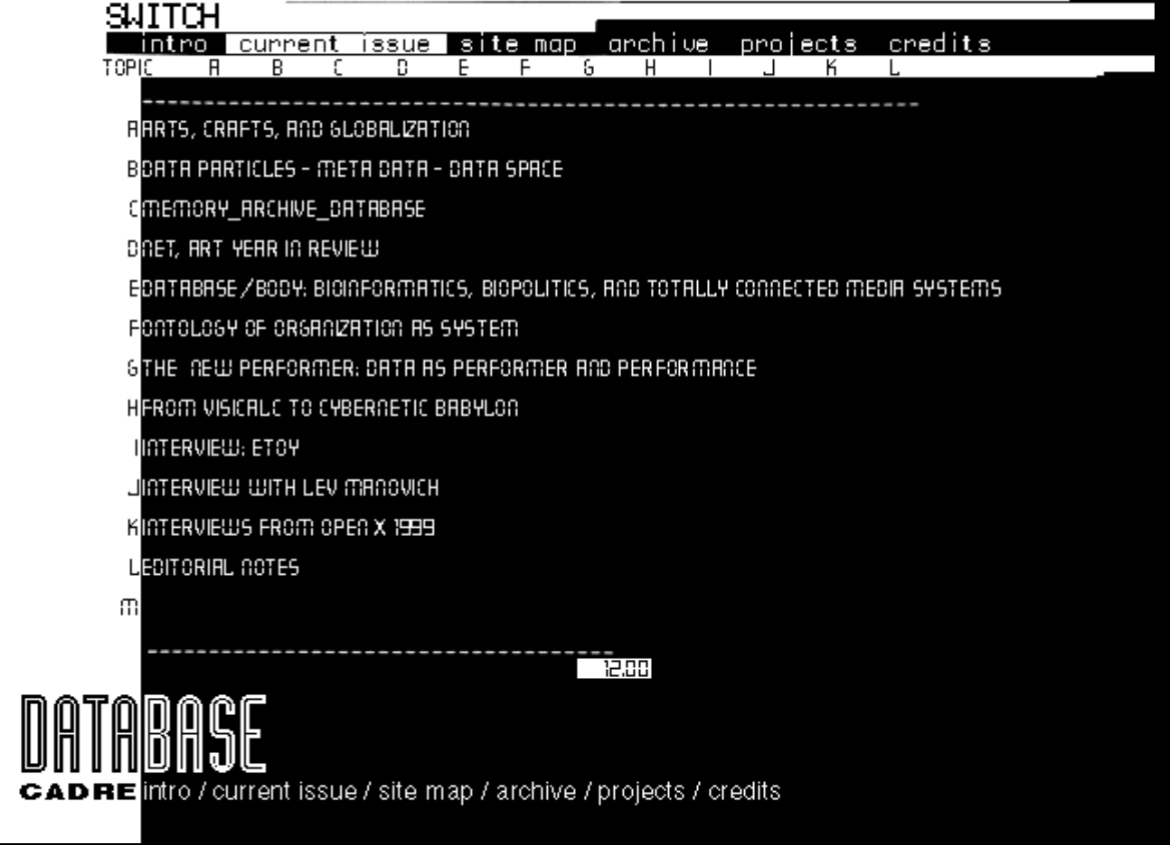 SWITCH
intro current issue site map archive projects credits
TOPIC A B C D E F G H I J K L
A ARTS, CRAFTS, AND GLOBALIZATION
B DATA PARTICLES - META DATA - DATA SPACE
C MEMORY_ARCHIVE_DATABASE
D NET, ART YEAR IN REVIEW
E DATABASE/BODY: BIOINFORMATICS, BIOPOLITICS, AND TOTALLY CONNECTED MEDIA SYSTEMS
F ONTOLOGY OF ORGANIZATION AS SYSTEM
G THE NEW PERFORMER: DATA AS PERFORMER AND PERFORMANCE
H FROM VISICALC TO CYBERNETIC BABYLON
I INTERVIEW: ETOY
J INTERVIEW WITH LEV MANOVICH
K INTERVIEWS FROM OPEN X 1999
L EDITORIAL NOTES
M
12.00
DATABASE
CADRE intro / current issue / site map / archive / projects / credits